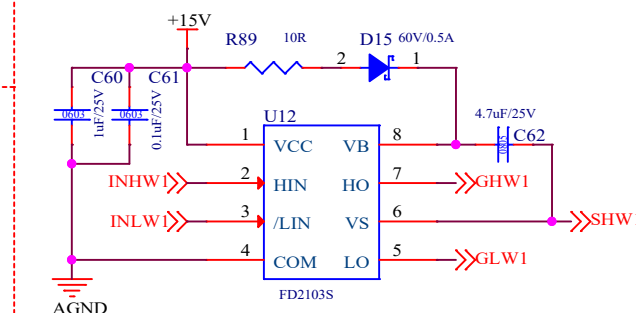 +15V
R89 10R D15 60V/0.5A
2 1
C60 C61
0603 1uF/25V 0603 0.1uF/25V
U12
4.7uF/25V
0805 C62
1 VCC VB 8
INHW1 2 HIN HO 7 GHW1
INLW1 3 /LIN VS 6 SHW
4 COM LO 5 GLW1
FD2103S
AGND